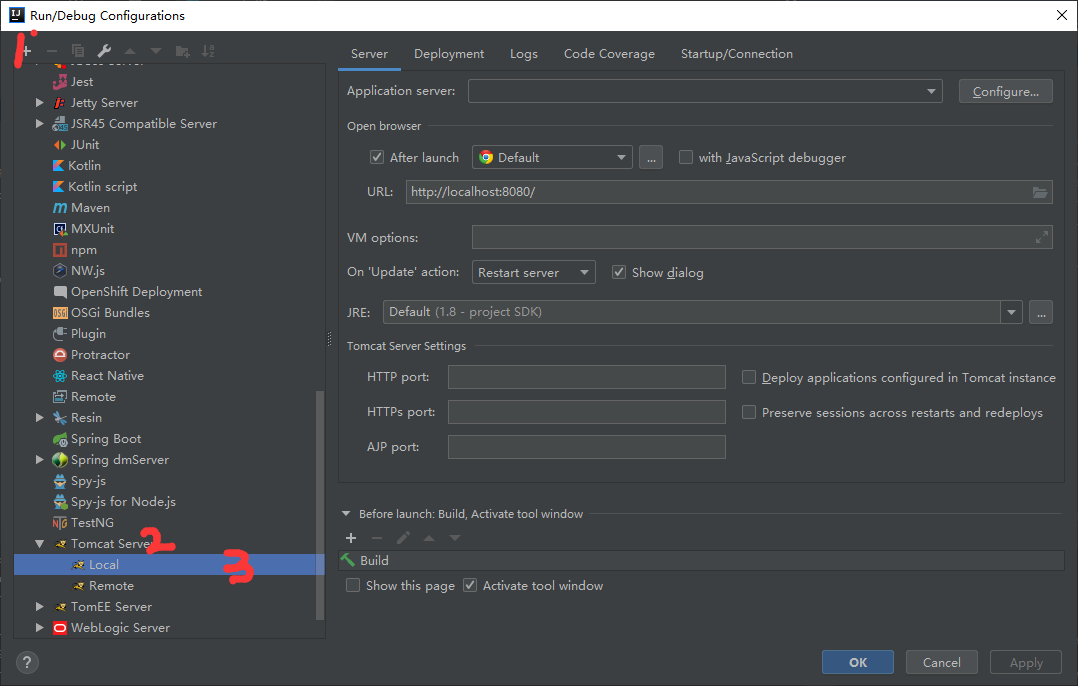 Run/Debug Configurations
1
Server
Deployment
Logs
Code Coverage
Startup/Connection
Jest
Jetty Server
JSR45 Compatible Server
JUnit
Kotlin
Kotlin script
Maven
MXUnit
npm
NW.js
OpenShift Deployment
OSGi Bundles
Plugin
Protractor
React Native
Remote
Resin
Spring Boot
Spring dmServer
Spy-js
Spy-js for Node.js
TestNG
Tomcat Server 2
Local 3
Remote
TomEE Server
WebLogic Server
Application server:
Configure...
Open browser
After launch
Default
...
with JavaScript debugger
URL:
http://localhost:8080/
VM options:
On 'Update' action:
Restart server
Show dialog
JRE:
Default (1.8 - project SDK)
...
Tomcat Server Settings
HTTP port:
Deploy applications configured in Tomcat instance
HTTPs port:
Preserve sessions across restarts and redeploys
AJP port:
Before launch: Build, Activate tool window
Build
Show this page
Activate tool window
?
OK
Cancel
Apply